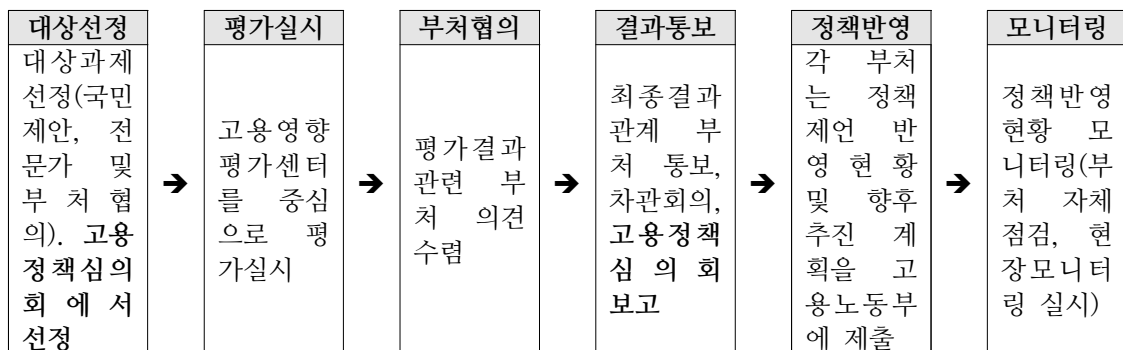 대상선정
대상과제
선정(국민
제안, 전
문가 및
부처 협
의). 고용
정책심의
회에서
선정
➔
평가실시
고용영향
평가센터
를 중심
으로 평
가실시
➔
부처협의
평가결과
관련 부
처 의견
수렴
➔
결과통보
최종결과
관계 부
처 통보,
차관회의,
고용정책
심의회
보고
➔
정책반영
각 부처
는 정책
제언 반
영현황
및 향후
추진 계
획을 고
용노동부
에 제출
➔
모니터링
정책반영
현황 모
니터링(부
처 자체
점검, 현
장모니터
링 실시)